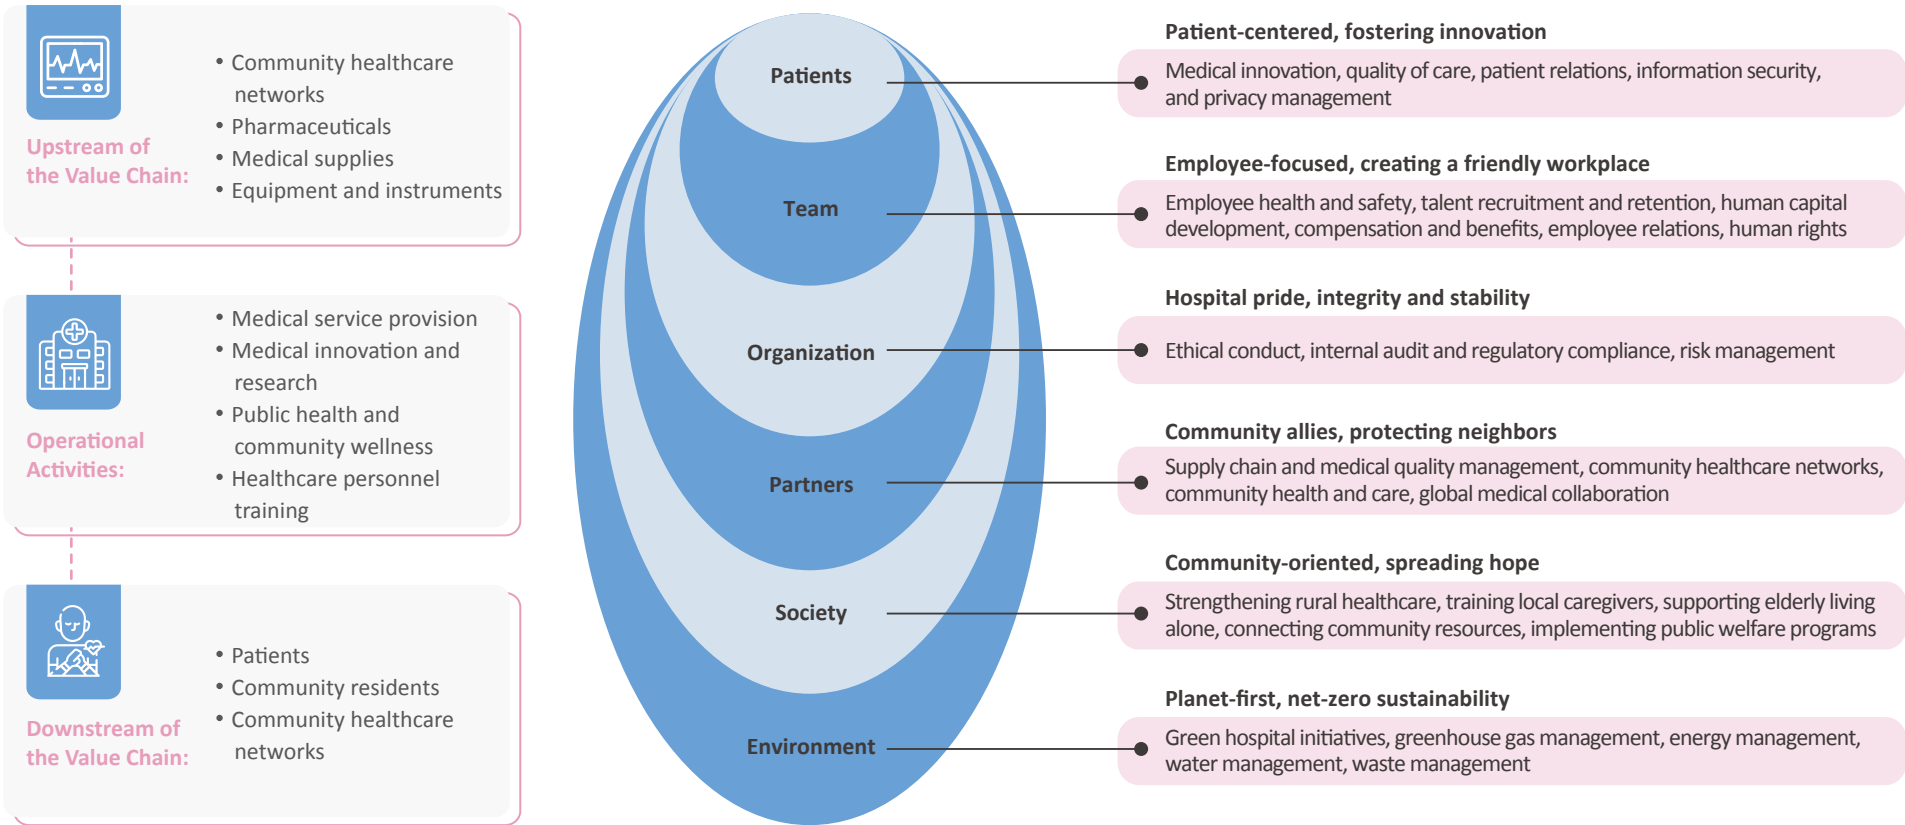 Upstream of
the Value Chain:
• Community healthcare
networks
• Pharmaceuticals
• Medical supplies
• Equipment and instruments
Operational
Activities:
• Medical service provision
• Medical innovation and
research
• Public health and
community wellness
• Healthcare personnel
training
Downstream of
the Value Chain:
• Patients
• Community residents
• Community healthcare
networks
Patients
Team
Organization
Partners
Society
Environment
Patient-centered, fostering innovation
Medical innovation, quality of care, patient relations, information security,
and privacy management
Employee-focused, creating a friendly workplace
Employee health and safety, talent recruitment and retention, human capital
development, compensation and benefits, employee relations, human rights
Hospital pride, integrity and stability
Ethical conduct, internal audit and regulatory compliance, risk management
Community allies, protecting neighbors
Supply chain and medical quality management, community healthcare networks,
community health and care, global medical collaboration
Community-oriented, spreading hope
Strengthening rural healthcare, training local caregivers, supporting elderly living
alone, connecting community resources, implementing public welfare programs
Planet-first, net-zero sustainability
Green hospital initiatives, greenhouse gas management, energy management,
water management, waste management